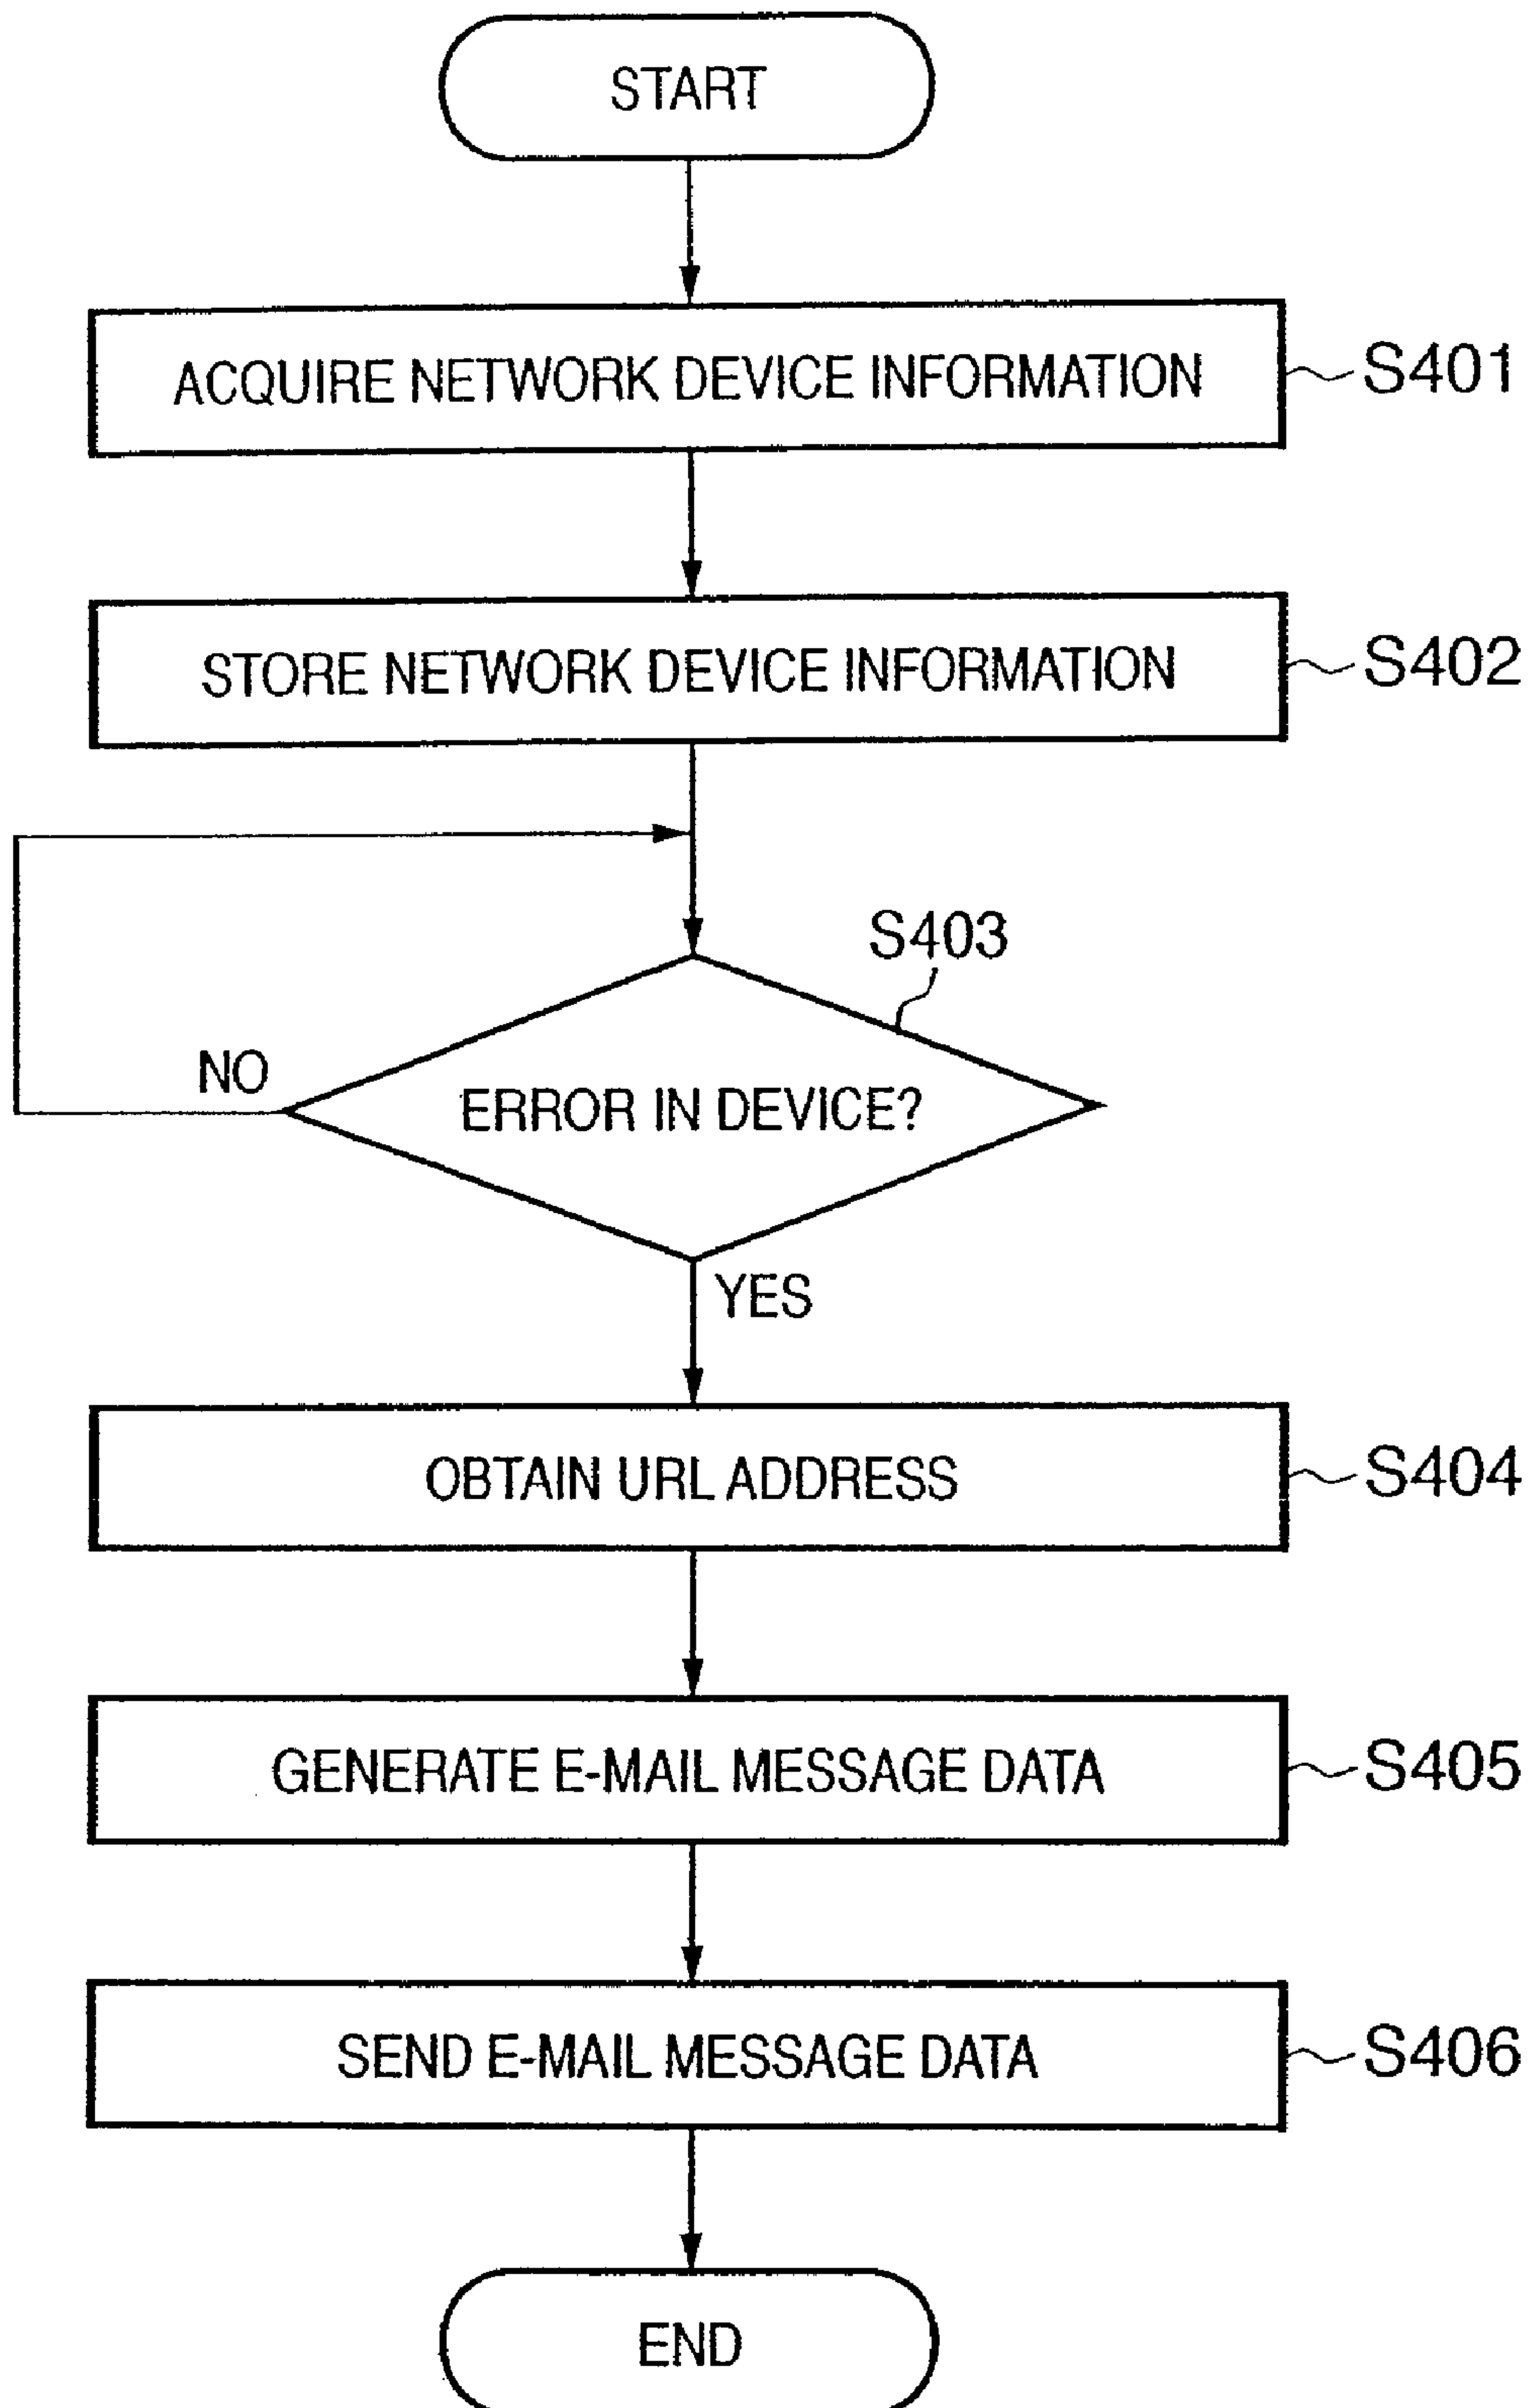 START
ACQUIRE NETWORK DEVICE INFORMATION
S401
STORE NETWORK DEVICE INFORMATION
S402
S403
NO
ERROR IN DEVICE?
YES
OBTAIN URL ADDRESS
S404
GENERATE E-MAIL MESSAGE DATA
S405
SEND E-MAIL MESSAGE DATA
S406
END